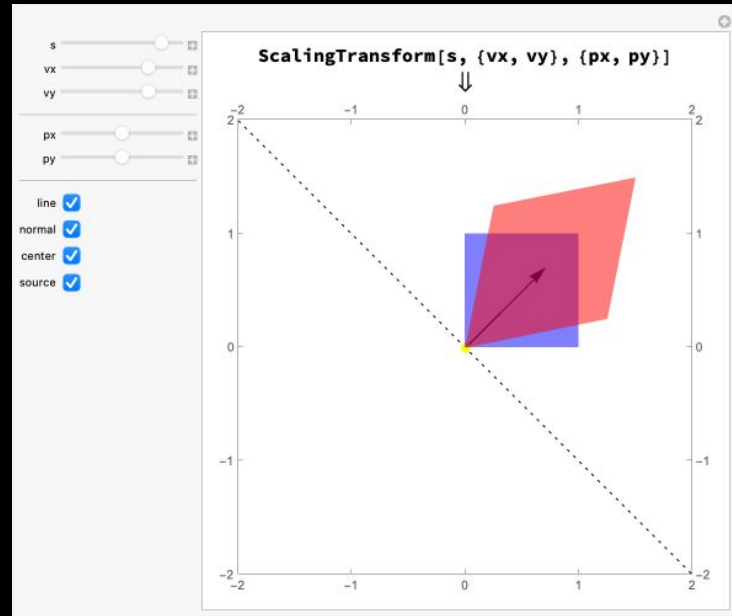 s
vx
vy
px
py
line
normal
center
source
ScalingTransform[s, {vx, vy}, {px, py}]
⇓
−2 −1 0 1 2
2 2
1 1
0 0
−1 −1
−2 −2
−2 −1 0 1 2